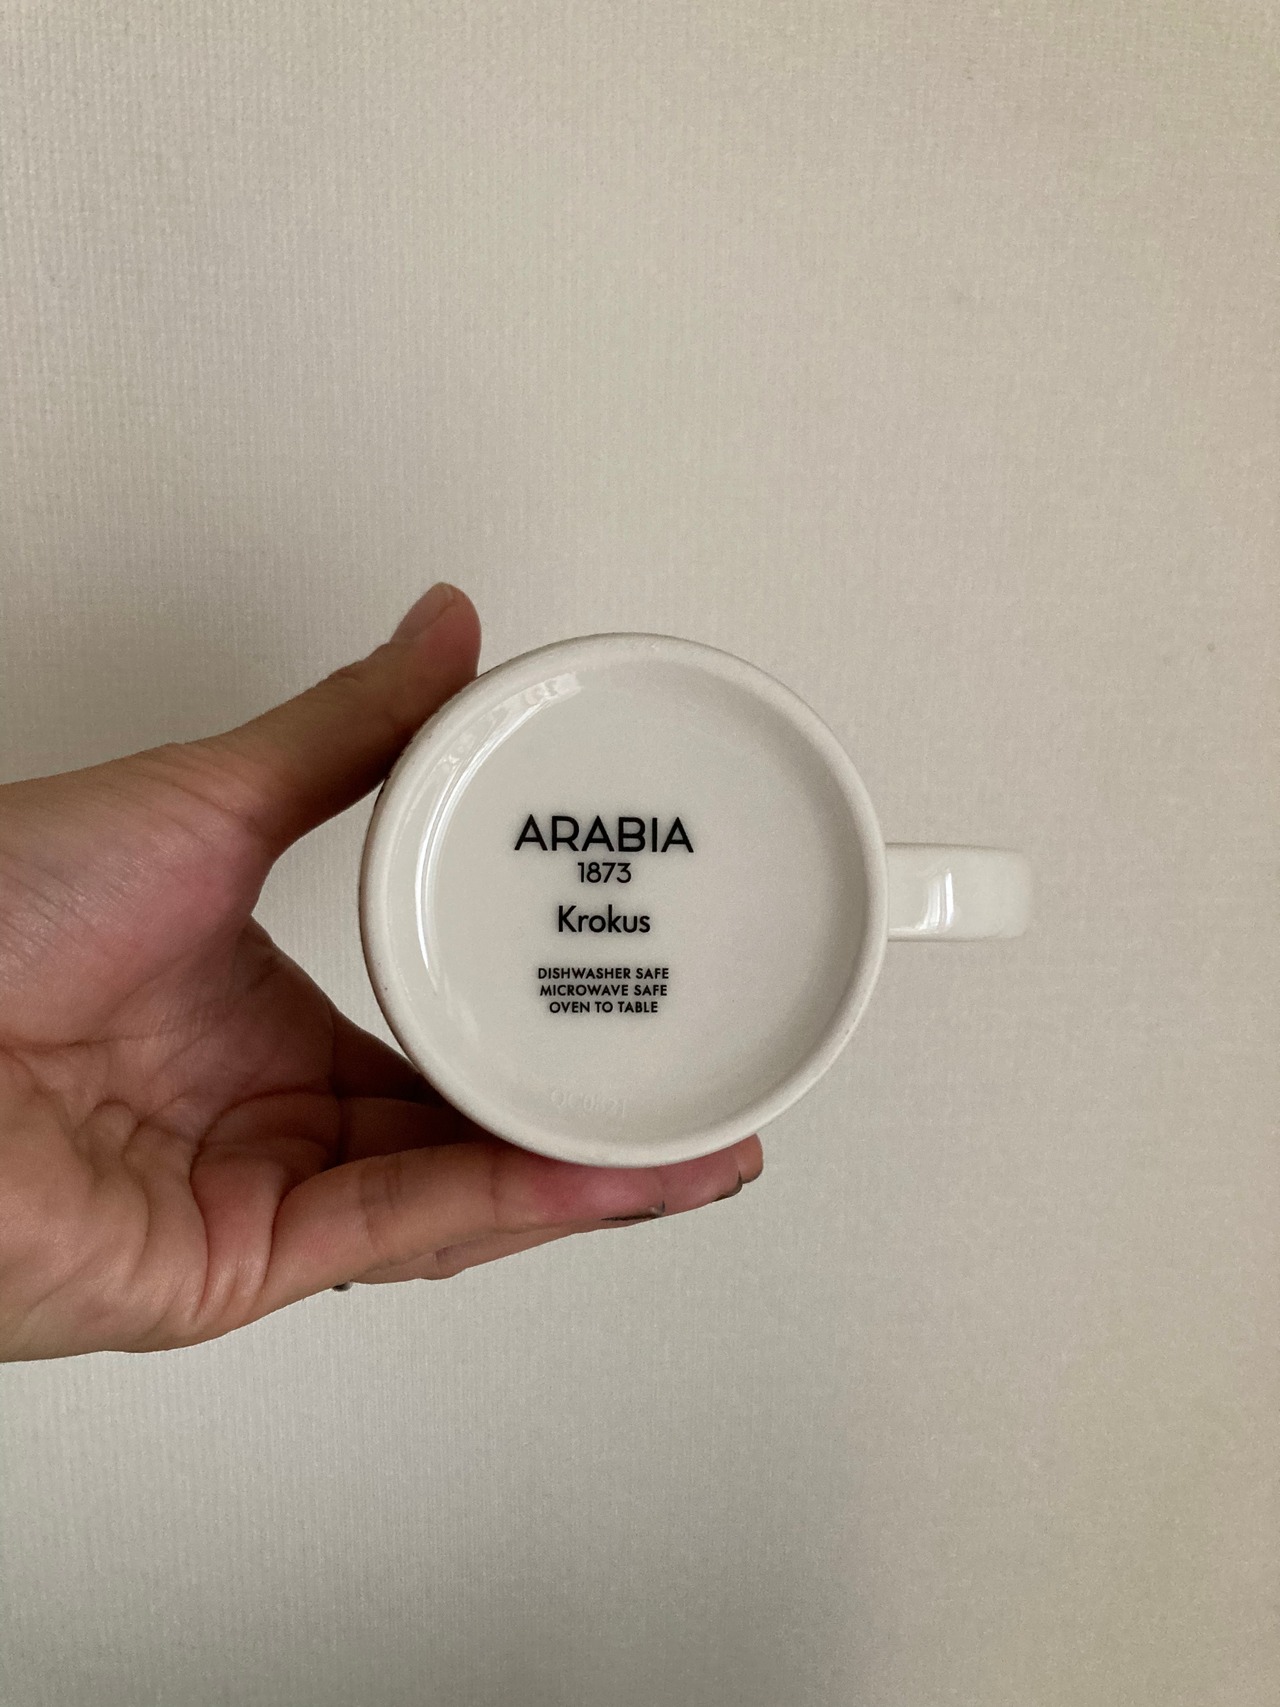 ARABIA
1873
Krokus
DISHWASHER SAFE
MICROWAVE SAFE
OVEN TO TABLE